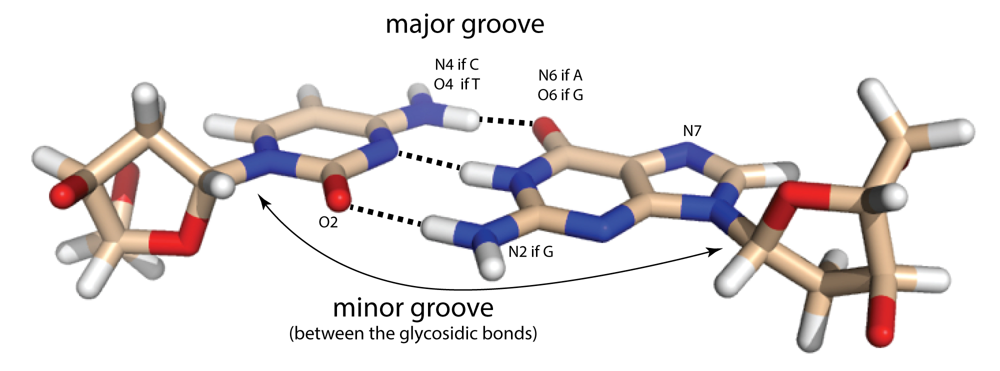 major groove
N4 if C
O4 if T
N6 if A
O6 if G
N7
O2
N2 if G
minor groove
(between the glycosidic bonds)